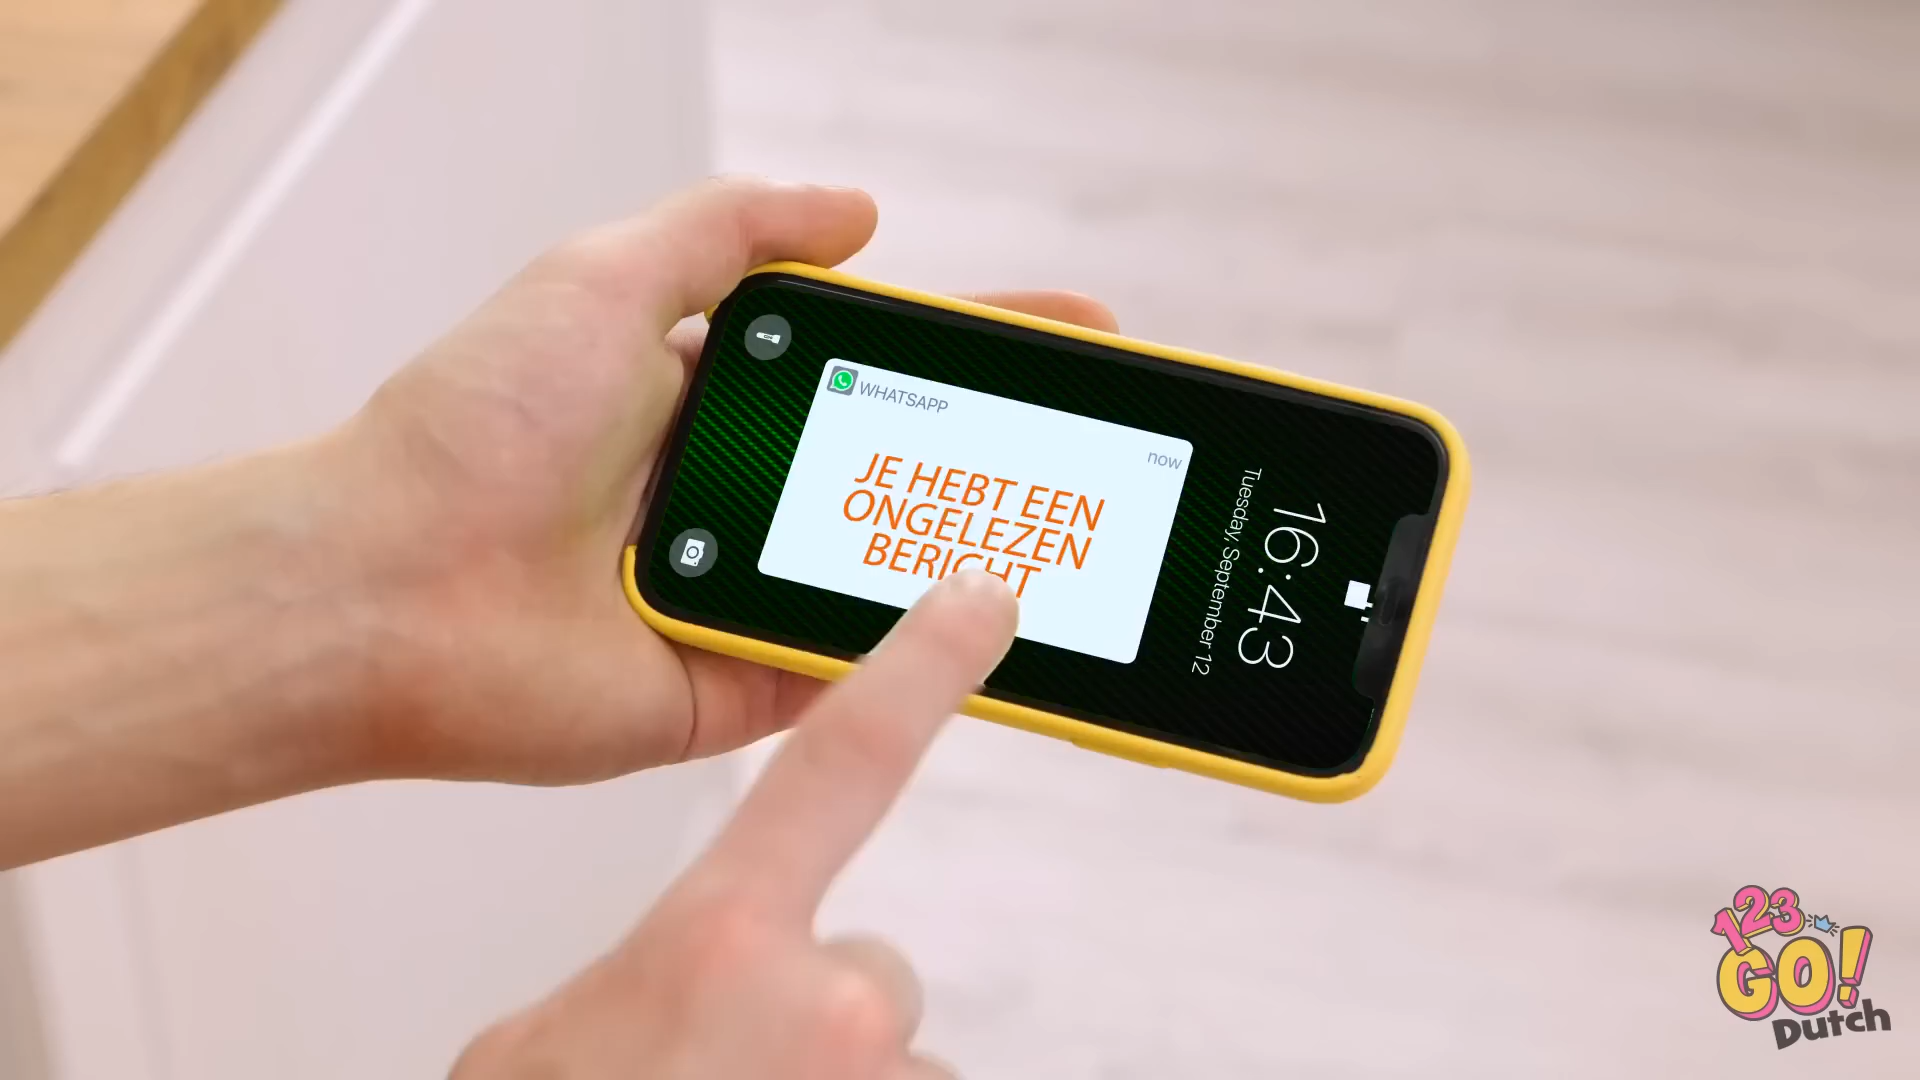 WHATSAPP
now
JE HEBT EEN
ONGELEZEN
BERICHT
16:43
Tuesday, September 12
123
GO!
Dutch